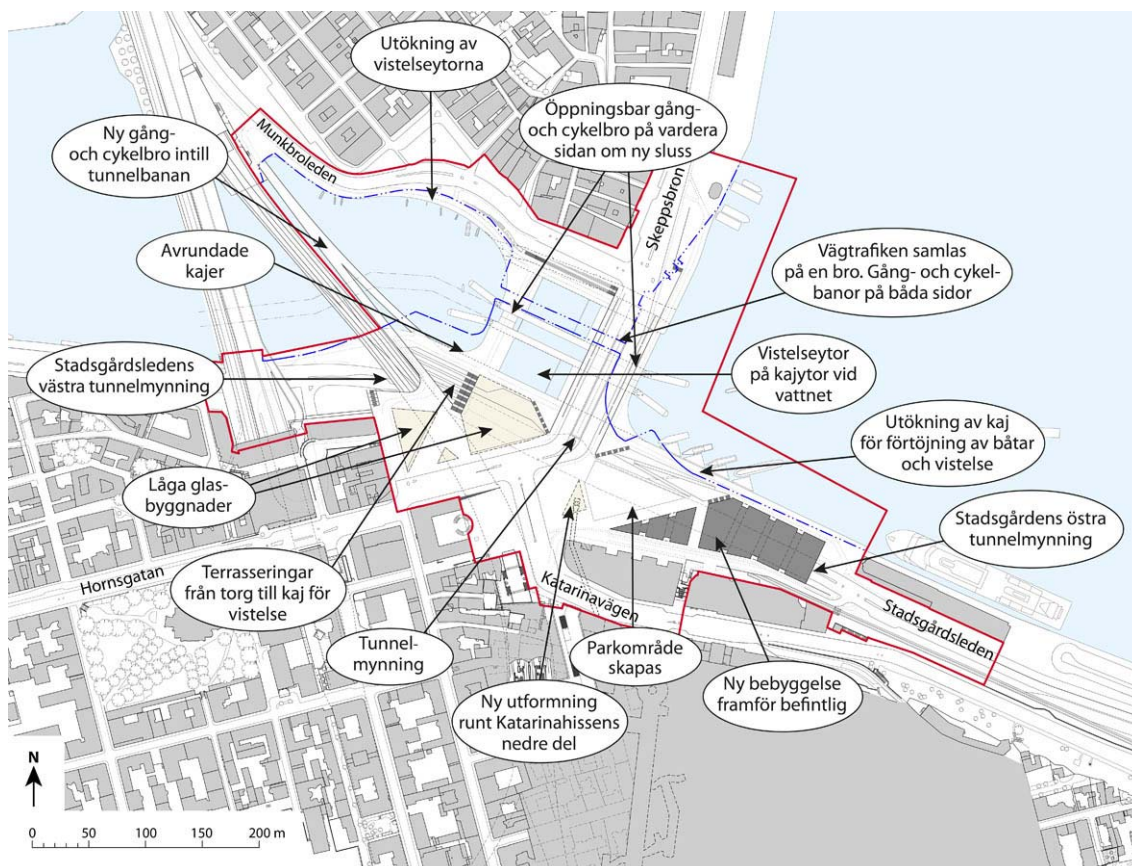 Utökning av
vistelseytorna
Öppningsbar gång-
och cykelbro på vardera
sidan om ny sluss
Ny gång-
och cykelbro intill
tunnelbanan
Munkbroleden
Skeppsbron
Avrundade
kajer
Vägtrafiken samlas
på en bro. Gång- och cykel-
banor på båda sidor
Stadsgårdsledens
västra tunnelmynning
Vistelseytor
på kajytor vid
vattnet
Utökning av kaj
för förtöjning av båtar
och vistelse
Låga glas-
byggnader
Stadsgårdens östra
tunnelmynning
Hornsgatan
Terrasseringar
från torg till kaj för
vistelse
Katarinavägen
Stadsgårdsleden
Tunnel-
mynning
Parkområde
skapas
Ny bebyggelse
framför befintlig
Ny utformning
runt Katarinahissens
nedre del
N
0 50 100 150 200 m